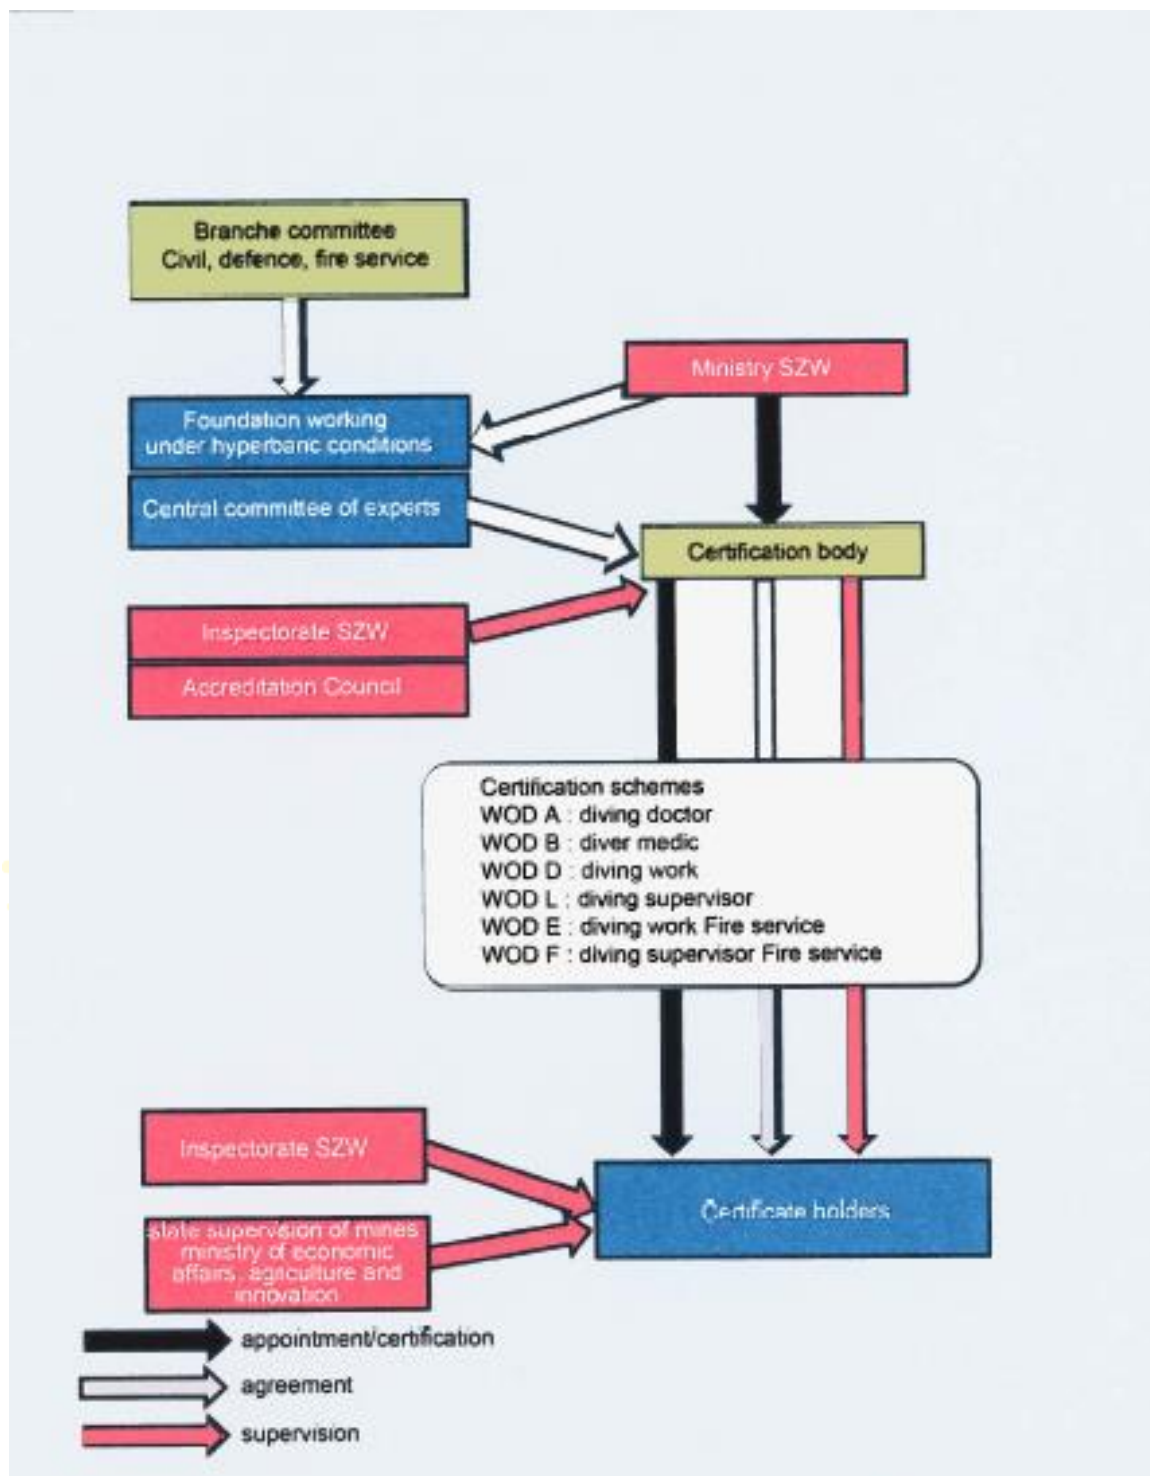 Branche committee
Civil, defence, fire service
Ministry SZW
Foundation working
under hyperbaric conditions
Central committee of experts
Certification body
Inspectorate SZW
Accreditation Council
Certification schemes
WOD A : diving doctor
WOD B : diver medic
WOD D : diving work
WOD L : diving supervisor
WOD E : diving work Fire service
WOD F : diving supervisor Fire service
Inspectorate SZW
Certificate holders
state supervision of mines
ministry of economic
affairs, agriculture and
innovation
appointment/certification
agreement
supervision